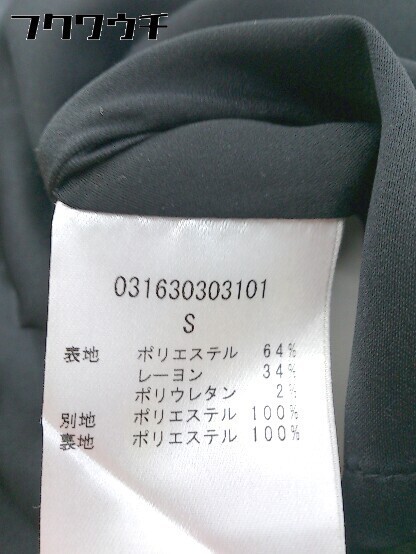 フクウウチ
031630303101
S
表地 ポリエステル 64%
レーヨン 34%
ポリウレタン 2%
別地 ポリエステル 100%
裏地 ポリエステル 100%